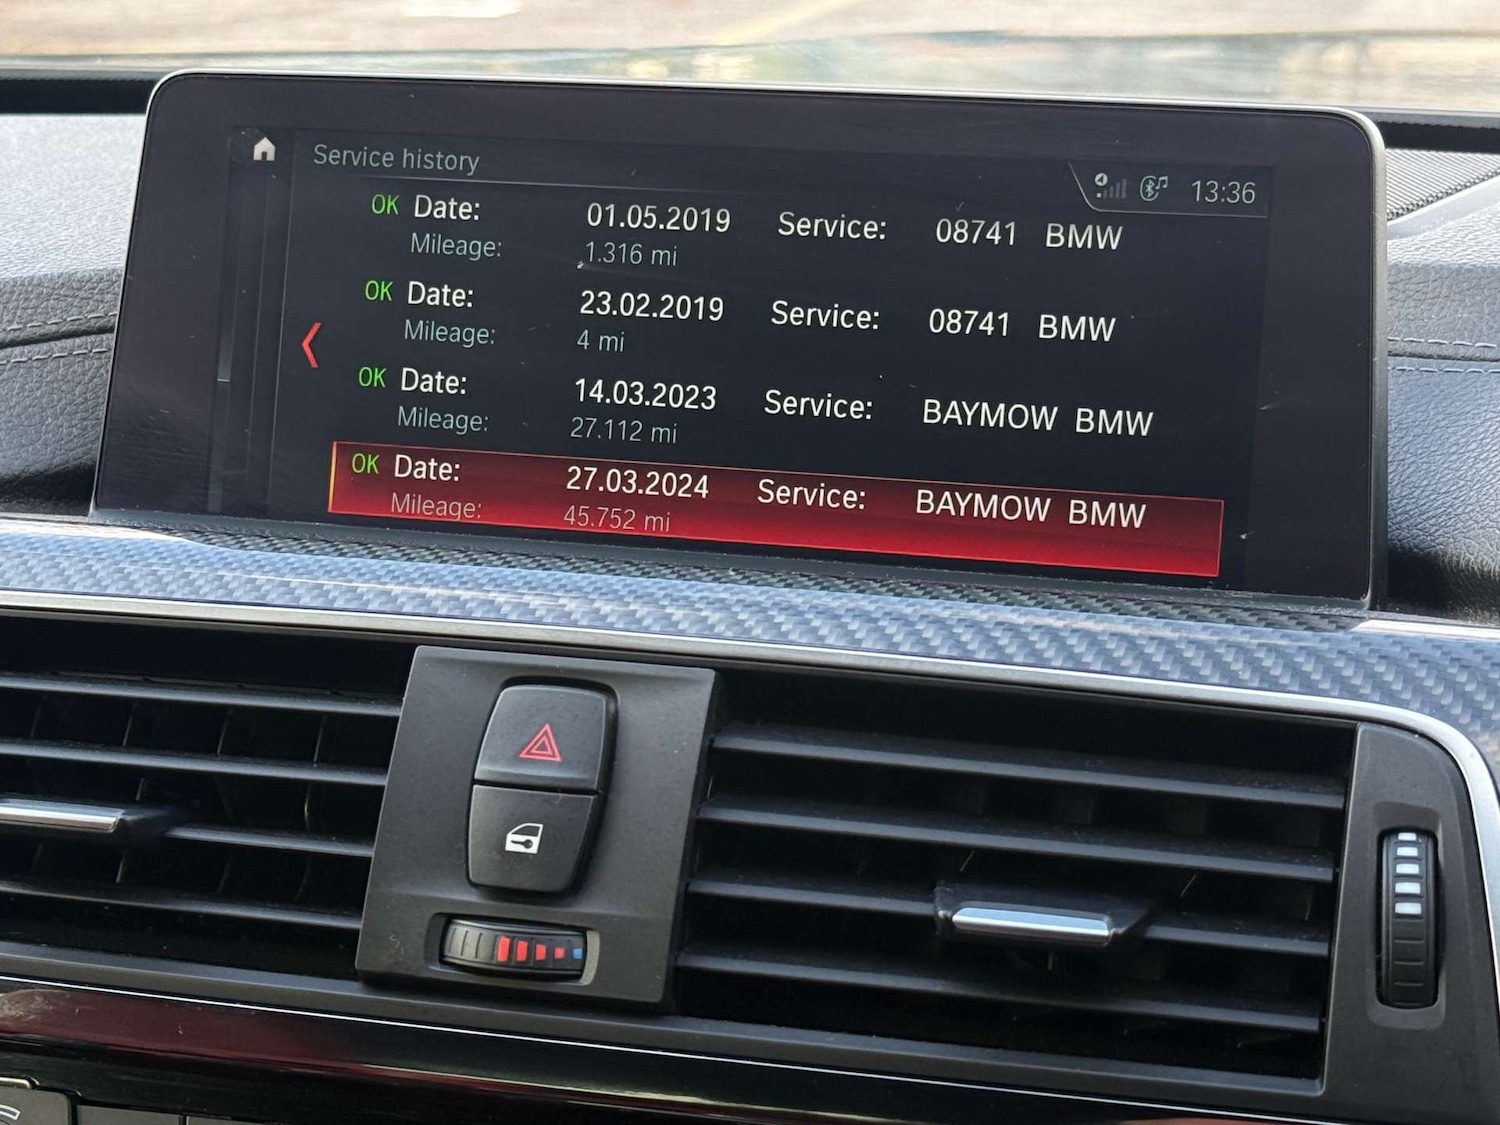 Service history
13:36
OK Date: 01.05.2019 Service: 08741 BMW
Mileage: 1.316 mi
OK Date: 23.02.2019 Service: 08741 BMW
Mileage: 4 mi
OK Date: 14.03.2023 Service: BAYMOW BMW
Mileage: 27.112 mi
OK Date: 27.03.2024 Service: BAYMOW BMW
Mileage: 45.752 mi